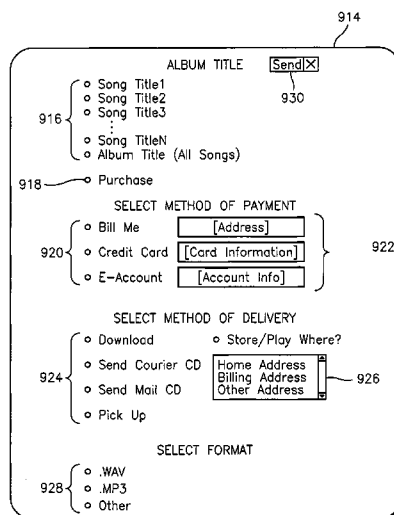 914
ALBUM TITLE Send X
930
Song Title1
Song Title2
916 Song Title3
Song TitleN
Album Title (All Songs)
918 Purchase
SELECT METHOD OF PAYMENT
Bill Me [Address]
920 Credit Card [Card Information] 922
E-Account [Account Info]
SELECT METHOD OF DELIVERY
Download Store/Play Where?
Send Courier CD Home Address
924 Billing Address 926
Send Mail CD Other Address
Pick Up
SELECT FORMAT
.WAV
928 .MP3
Other